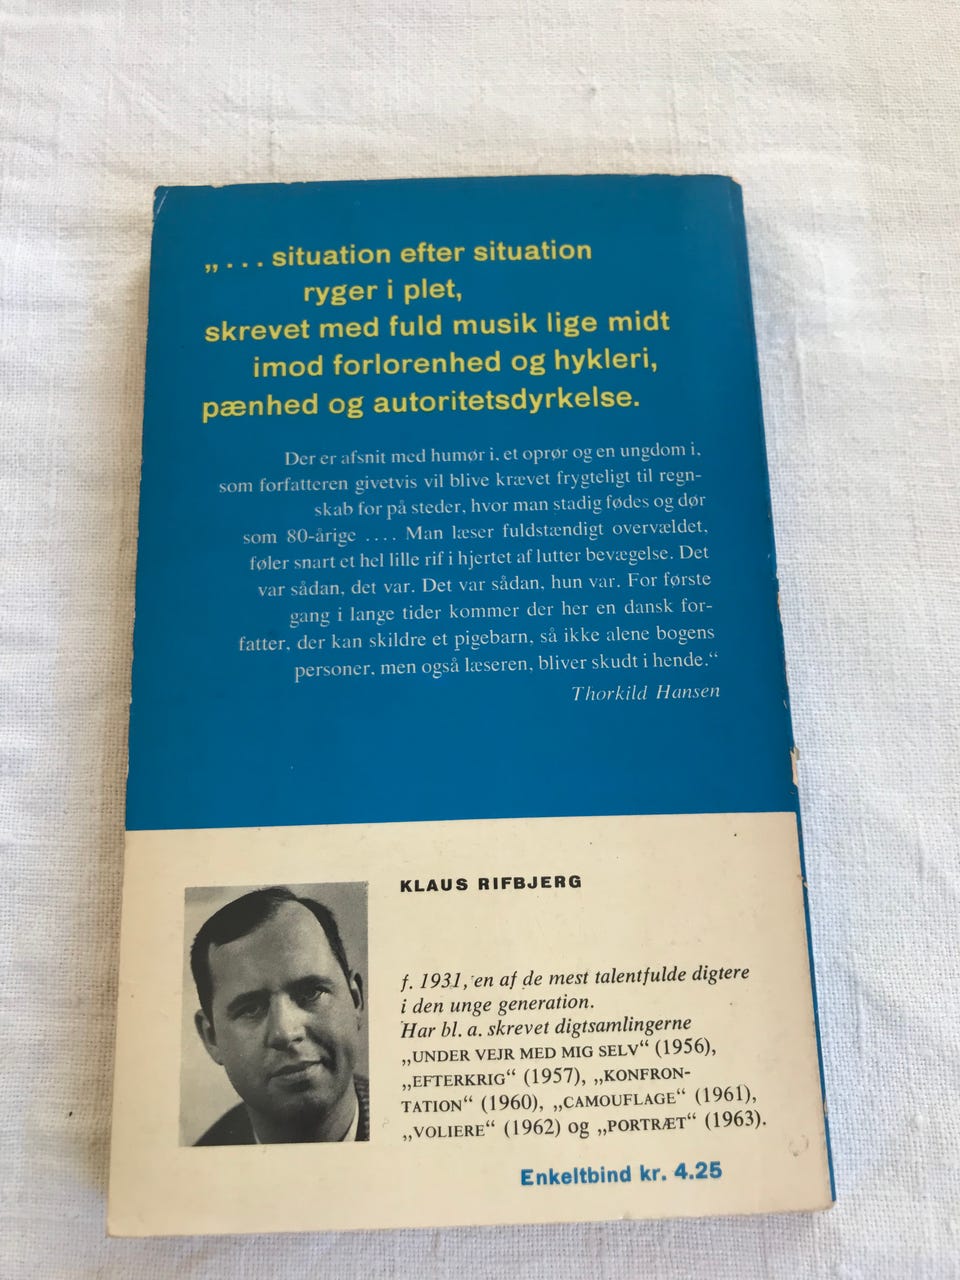 „... situation efter situation
ryger i plet,
skrevet med fuld musik lige midt
imod forlorenhed og hykleri,
pænhed og autoritetsdyrkelse.
Der er afsnit med humør i, et oprør og en ungdom i,
som forfatteren givetvis vil blive krævet frygteligt til regn-
skab for på steder, hvor man stadig fødes og dør
som 80-årige .... Man læser fuldstændigt overvældet,
føler snart et hel lille rif i hjertet af lutter bevægelse. Det
var sådan, det var. Det var sådan, hun var. For første
gang i lange tider kommer der her en dansk for-
fatter, der kan skildre et pigebarn, så ikke alene bogens
personer, men også læseren, bliver skudt i hende.“
Thorkild Hansen
KLAUS RIFBJERG
f. 1931, en af de mest talentfulde digtere
i den unge generation.
Har bl. a. skrevet digtsamlingerne
„UNDER VEJR MED MIG SELV“ (1956),
„EFTERKRIG“ (1957), „KONFRON-
TATION“ (1960), „CAMOUFLAGE“ (1961),
„VOLIERE“ (1962) og „PORTRÆT“ (1963).
Enkeltbind kr. 4.25